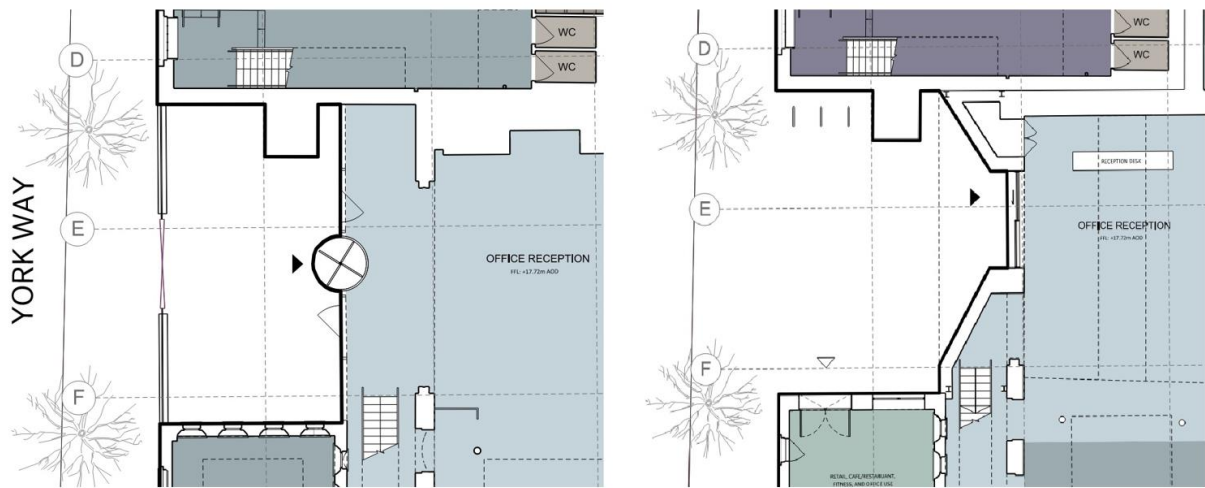 YORK WAY
D
E
F
WC
WC
OFFICE RECEPTION
FFL: +17.72m AOD
D
E
F
WC
WC
RECEPTION DESK
OFFICE RECEPTION
FFL: +17.72m AOD
RETAIL, CAFE/RESTAURANT,
FITNESS, AND OFFICE USE